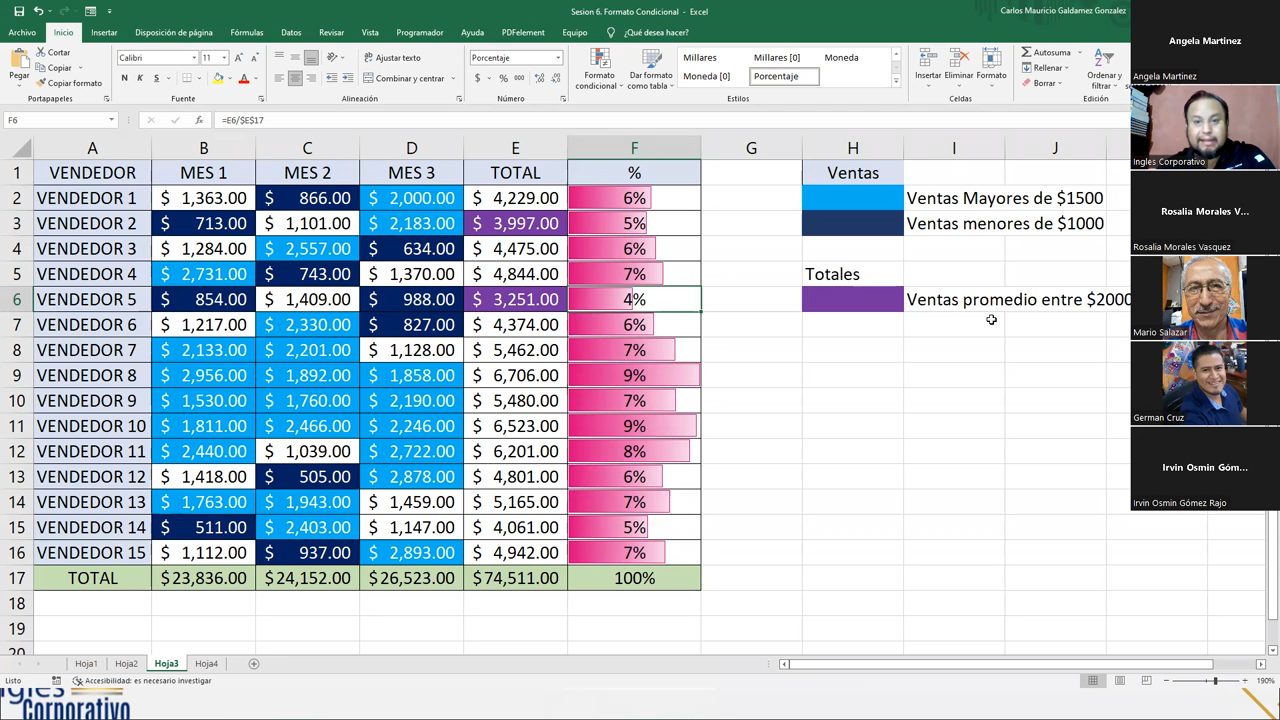 Sesion 6. Formato Condicional - Excel
Carlos Mauricio Galdamez Gonzalez
Archivo Inicio Insertar Disposición de página Fórmulas Datos Revisar Vista Programador Ayuda PDFelement Equipo ¿Qué desea hacer?
Pegar
Cortar
Copiar
Copiar formato
Portapapeles
Calibri 11
N K S
Fuente
Ajustar texto
Combinar y centrar
Alineación
Porcentaje
$ % 000
Número
Formato condicional
Dar formato como tabla
Millares Millares [0] Moneda
Moneda [0] Porcentaje
Estilos
Insertar Eliminar Formato
Celdas
Autosuma
Rellenar
Borrar
Ordenar y filtrar
Edición
F6 fx =E6/$E$17
A B C D E F G H I J
1 VENDEDOR MES 1 MES 2 MES 3 TOTAL % Ventas
2 VENDEDOR 1 $ 1,363.00 $ 866.00 $ 2,000.00 $ 4,229.00 6% Ventas Mayores de $1500
3 VENDEDOR 2 $ 713.00 $ 1,101.00 $ 2,183.00 $ 3,997.00 5% Ventas menores de $1000
4 VENDEDOR 3 $ 1,284.00 $ 2,557.00 $ 634.00 $ 4,475.00 6%
5 VENDEDOR 4 $ 2,731.00 $ 743.00 $ 1,370.00 $ 4,844.00 7% Totales
6 VENDEDOR 5 $ 854.00 $ 1,409.00 $ 988.00 $ 3,251.00 4% Ventas promedio entre $2000
7 VENDEDOR 6 $ 1,217.00 $ 2,330.00 $ 827.00 $ 4,374.00 6%
8 VENDEDOR 7 $ 2,133.00 $ 2,201.00 $ 1,128.00 $ 5,462.00 7%
9 VENDEDOR 8 $ 2,956.00 $ 1,892.00 $ 1,858.00 $ 6,706.00 9%
10 VENDEDOR 9 $ 1,530.00 $ 1,760.00 $ 2,190.00 $ 5,480.00 7%
11 VENDEDOR 10 $ 1,811.00 $ 2,466.00 $ 2,246.00 $ 6,523.00 9%
12 VENDEDOR 11 $ 2,440.00 $ 1,039.00 $ 2,722.00 $ 6,201.00 8%
13 VENDEDOR 12 $ 1,418.00 $ 505.00 $ 2,878.00 $ 4,801.00 6%
14 VENDEDOR 13 $ 1,763.00 $ 1,943.00 $ 1,459.00 $ 5,165.00 7%
15 VENDEDOR 14 $ 511.00 $ 2,403.00 $ 1,147.00 $ 4,061.00 5%
16 VENDEDOR 15 $ 1,112.00 $ 937.00 $ 2,893.00 $ 4,942.00 7%
17 TOTAL $23,836.00 $24,152.00 $26,523.00 $74,511.00 100%
18
19
20
Hoja1 Hoja2 Hoja3 Hoja4
Listo Accesibilidad: es necesario investigar 190%
Ingles
Corporativo
Angela Martinez
Angela Martinez
Ingles Corporativo
Rosalia Morales V...
Rosalia Morales Vasquez
Mario Salazar
German Cruz
Irvin Osmin Góm...
Irvin Osmin Gómez Rajo